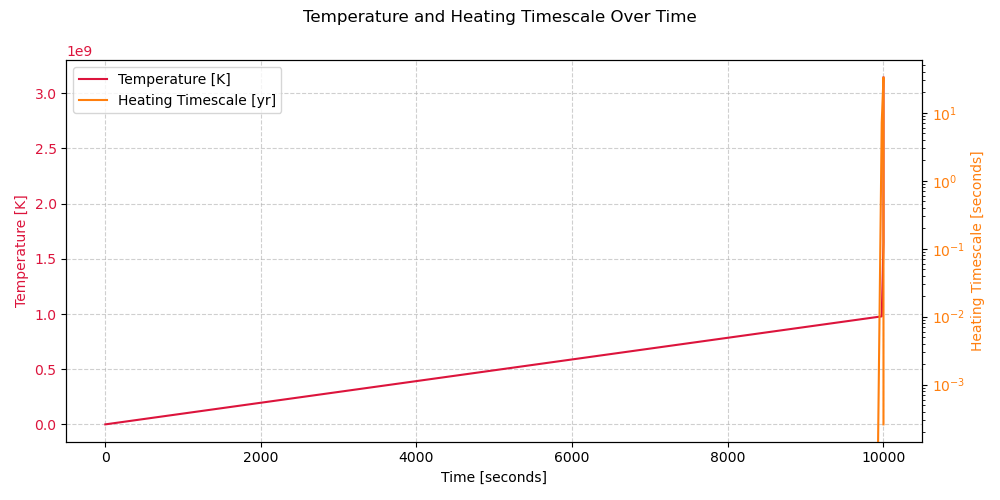 Temperature and Heating Timescale Over Time
1e9
Temperature [K]
Heating Timescale [yr]
3.0
2.5
2.0
1.5
1.0
0.5
0.0
Temperature [K]
10¹
10⁰
10⁻¹
10⁻²
10⁻³
Heating Timescale [seconds]
0 2000 4000 6000 8000 10000
Time [seconds]